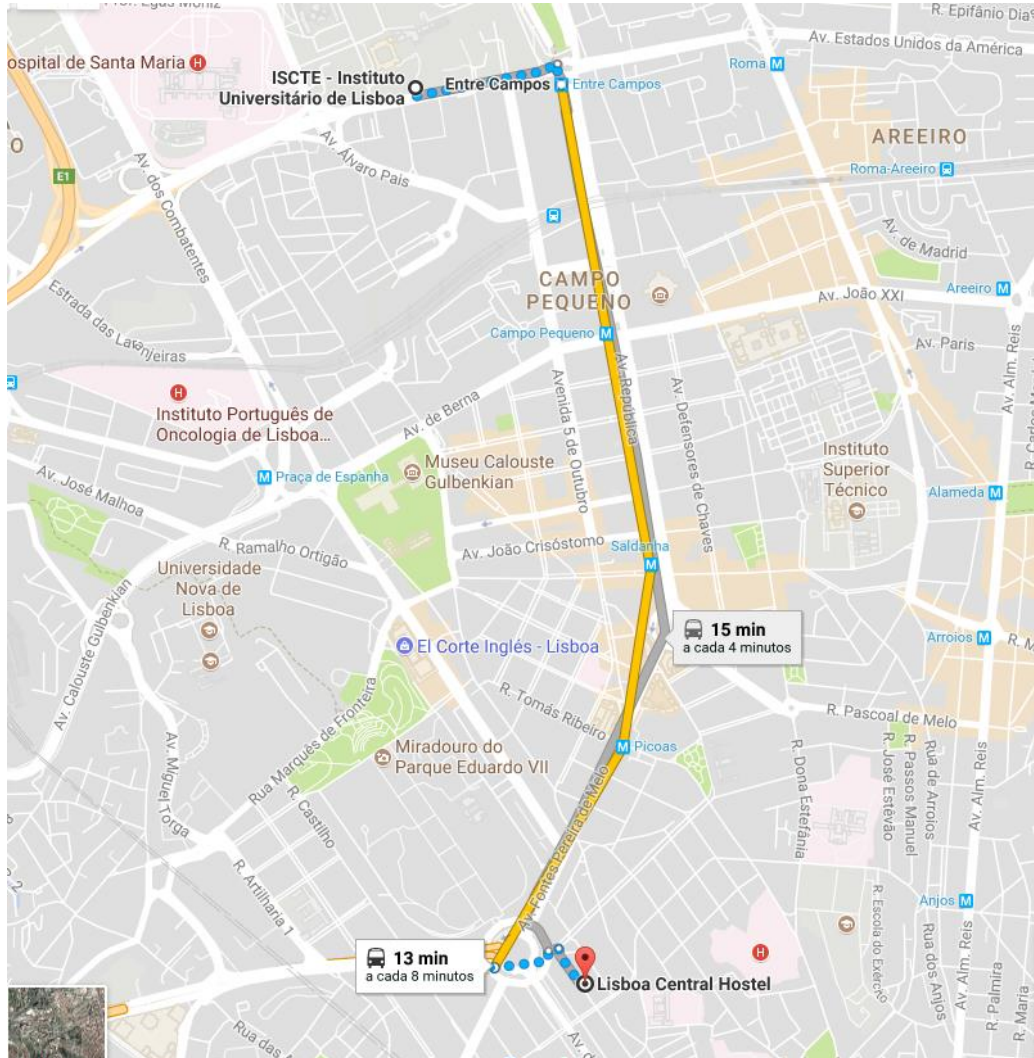 R. Epifânio Dias
Av. Estados Unidos da América
ospital de Santa Maria
H
ISCTE - Instituto
Universitário de Lisboa
Entre Campos
M
Entre Campos
Roma
M
AREEIRO
O
E1
Av. dos Combatentes
Av. Álvaro Pais
Roma-Areeiro
Av. de Madrid
CAMPO
PEQUENO
Areeiro
M
Estrada das Laranjeiras
Av. João XXI
Campo Pequeno
M
Av. Paris
Av. Alm. Reis
H
Instituto Português de
Oncologia de Lisboa...
Av. de Berna
Avenida 5 de Outubro
Av. República
Av. Defensores de Chaves
Museu Calouste
Gulbenkian
Instituto
Superior
Técnico
M
Praça de Espanha
Av. José Malhoa
Alameda
M
R. Ramalho Ortigão
Av. João Crisóstomo
Saldanha
M
Universidade
Nova de
Lisboa
Av. Calouste Gulbenkian
15 min
a cada 4 minutos
El Corte Inglés - Lisboa
Arroios
M
R. M
R. Tomás Ribeiro
R. Pascoal de Melo
Rua Marquês de Fronteira
M
Picoas
Miradouro do
Parque Eduardo VII
Av. Miguel Torga
R. Castilho
R. Dona Estefânia
R. José Estêvão
R. Passos Manuel
Rua de Arroios
Av. Alm. Reis
Av. Fontes Pereira de Melo
R. Artilharia 1
Anjos
M
R. Escola do Exército
Rua dos Anjos
H
13 min
a cada 8 minutos
Lisboa Central Hostel
Av. Alm. Reis
R. Palmira
R. Maria
Rua das
Av. d